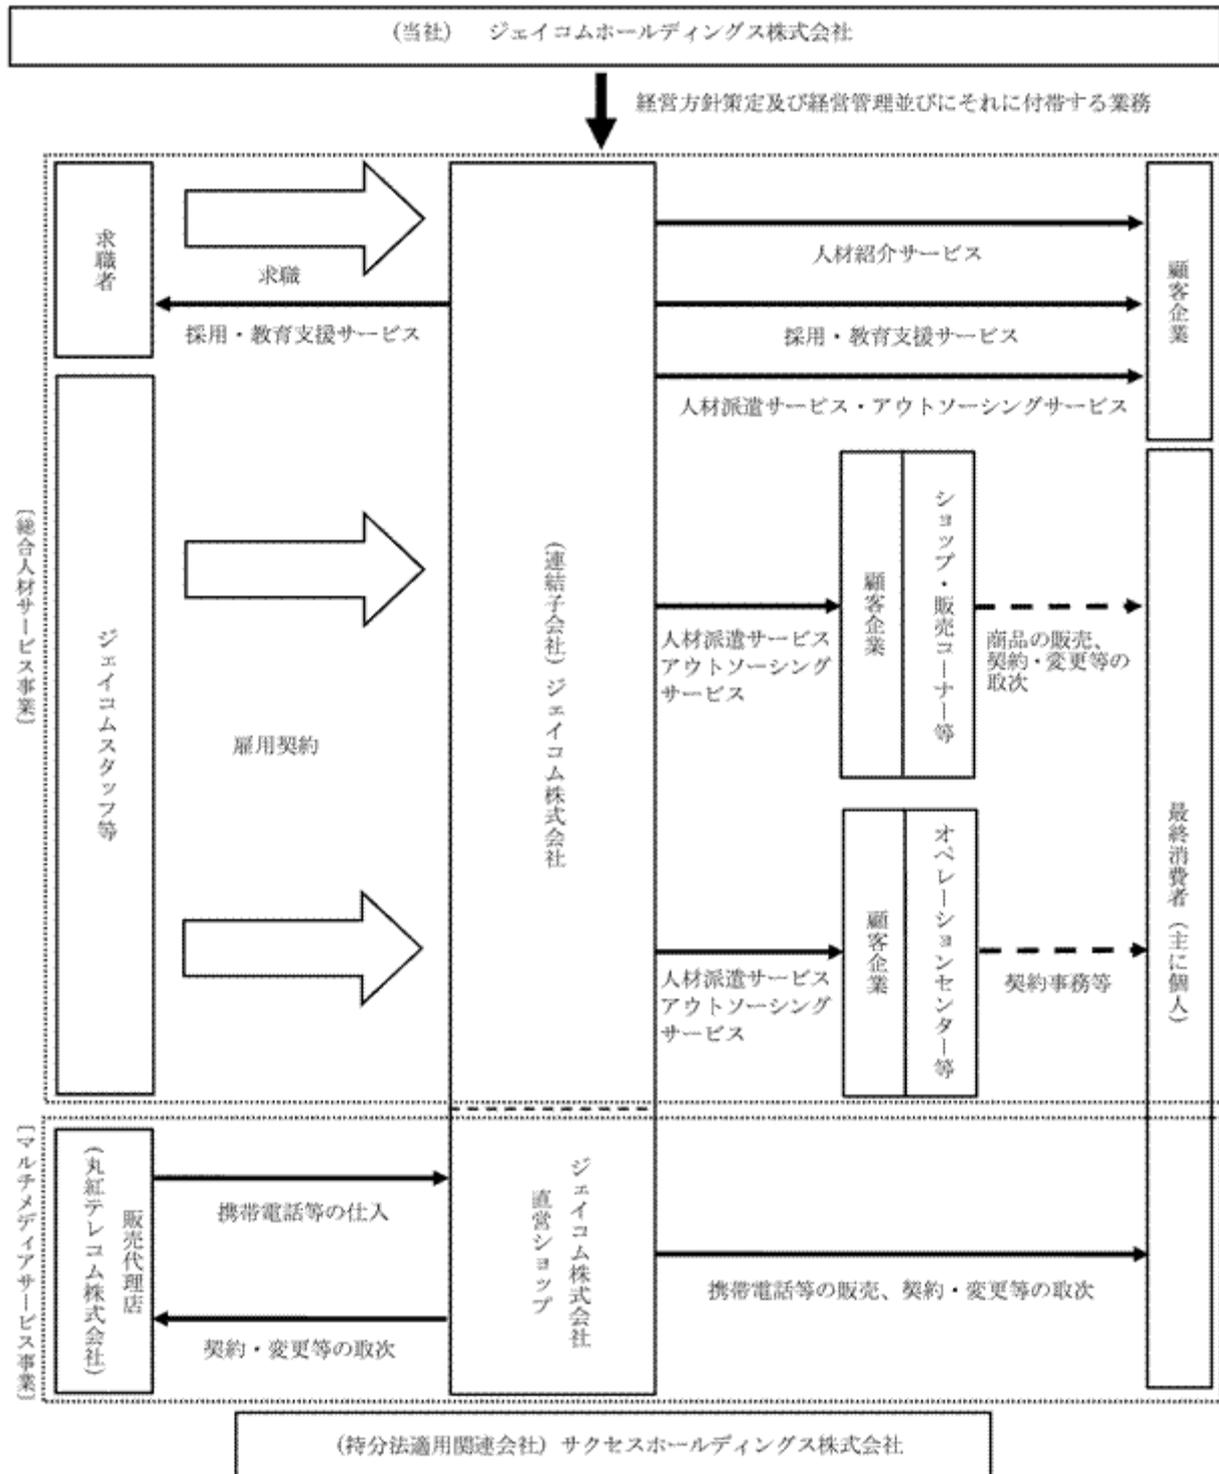 (当社) ジェイコムホールディングス株式会社
経営方針策定及び経営管理並びにそれに付帯する業務
〔総合人材サービス事業〕
求職者
求職
採用・教育支援サービス
ジェイコムスタッフ等
雇用契約
(連結子会社) ジェイコム株式会社
人材紹介サービス
採用・教育支援サービス
人材派遣サービス・アウトソーシングサービス
顧客企業
人材派遣サービス
アウトソーシング
サービス
顧客企業
ショップ・販売コーナー等
商品の販売、
契約・変更等の
取次
人材派遣サービス
アウトソーシング
サービス
顧客企業
オペレーションセンター等
契約事務等
最終消費者(主に個人)
〔マルチメディアサービス事業〕
販売代理店
(丸紅テレコム株式会社)
携帯電話等の仕入
契約・変更等の取次
ジェイコム株式会社
直営ショップ
携帯電話等の販売、契約・変更等の取次
(持分法適用関連会社) サクセスホールディングス株式会社